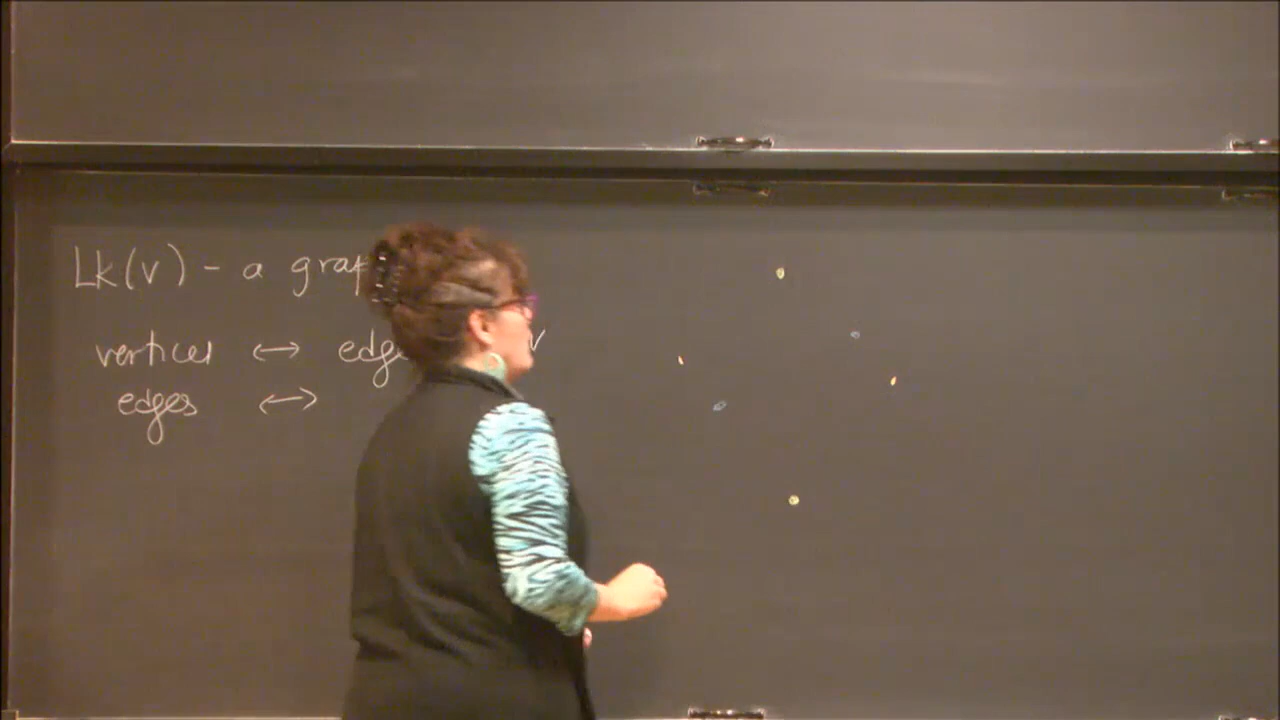 Lk(v) - a grap
vertices ↔ edge v
edges ↔